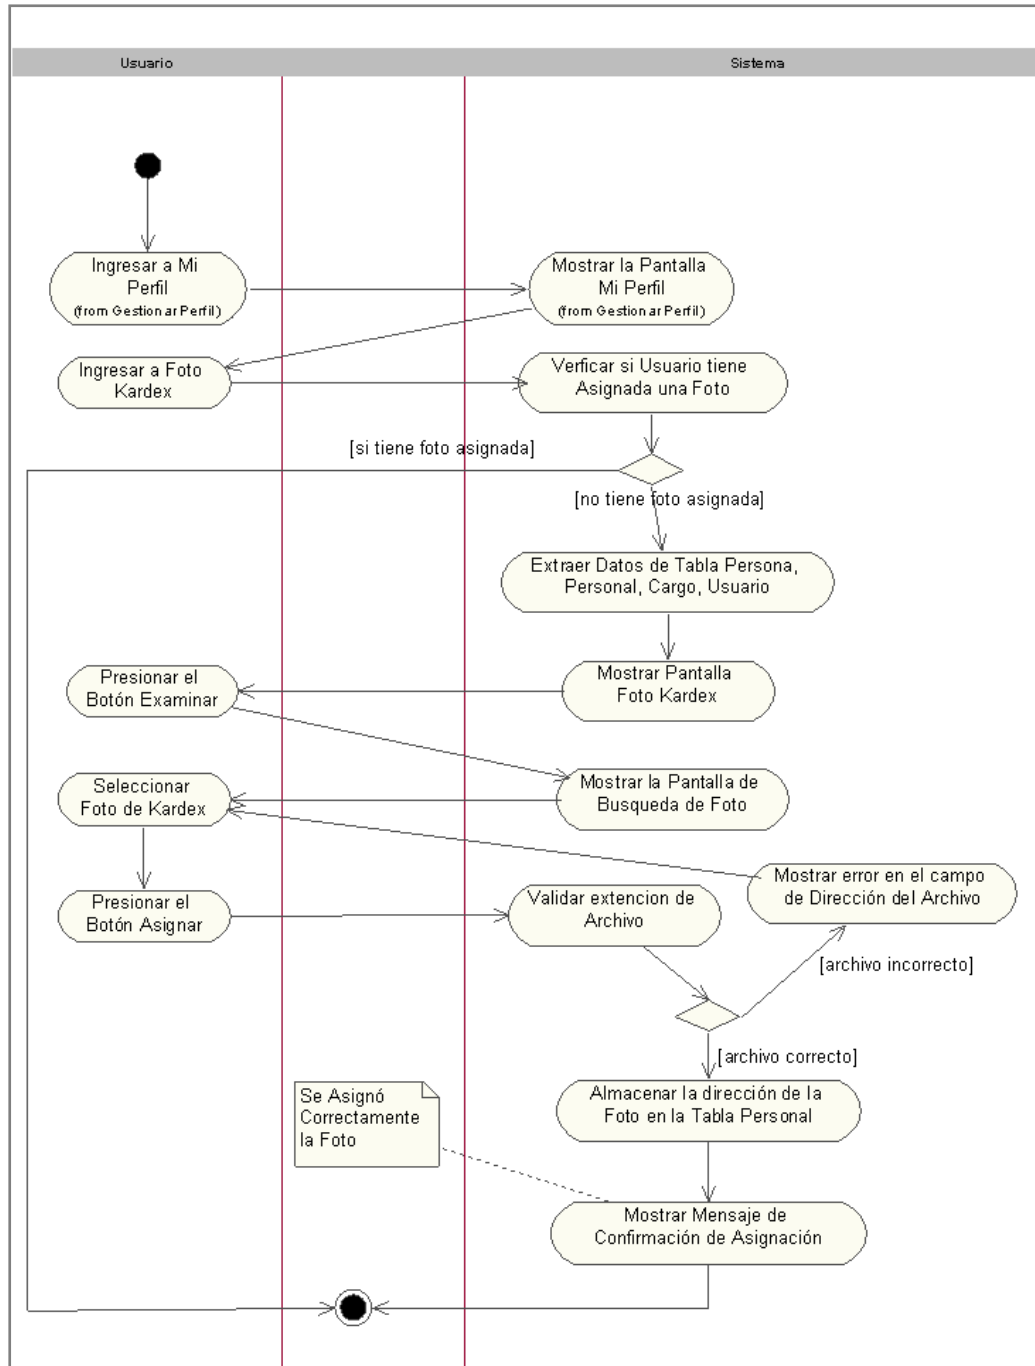 Usuario
Sistema
Ingresar a Mi
Perfil
(from Gestionar Perfil)
Mostrar la Pantalla
Mi Perfil
(from Gestionar Perfil)
Ingresar a Foto
Kardex
Verficar si Usuario tiene
Asignada una Foto
[si tiene foto asignada]
[no tiene foto asignada]
Extraer Datos de Tabla Persona,
Personal, Cargo, Usuario
Mostrar Pantalla
Foto Kardex
Presionar el
Botón Examinar
Mostrar la Pantalla de
Busqueda de Foto
Seleccionar
Foto de Kardex
Mostrar error en el campo
de Dirección del Archivo
Presionar el
Botón Asignar
Validar extencion de
Archivo
[archivo incorrecto]
[archivo correcto]
Se Asignó
Correctamente
la Foto
Almacenar la dirección de la
Foto en la Tabla Personal
Mostrar Mensaje de
Confirmación de Asignación